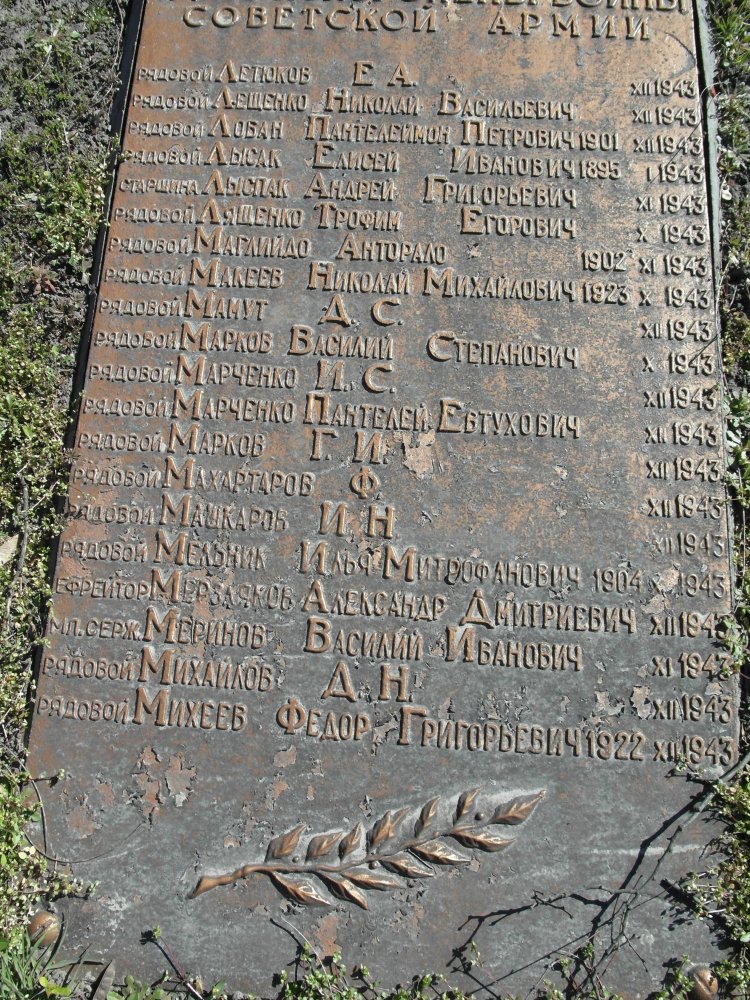 ВОИНЫ
СОВЕТСКОЙ АРМИИ
РЯДОВОЙ ЛЕТЮКОВ Е А. XII 1943
РЯДОВОЙ ЛЕЩЕНКО НИКОЛАЙ ВАСИЛЬЕВИЧ XII 1943
РЯДОВОЙ ЛОБАН ПАНТЕЛЕЙМОН ПЕТРОВИЧ 1901 XII 1943
РЯДОВОЙ ЛЫСАК ЕЛИСЕЙ ИВАНОВИЧ 1895 I 1943
СТАРШИНА ЛЫСПАК АНДРЕЙ ГРИГОРЬЕВИЧ XI 1943
РЯДОВОЙ ЛЯЩЕНКО ТРОФИМ ЕГОРОВИЧ X 1943
РЯДОВОЙ МАГЛИЙДО АНТОРАЛО 1902 XI 1943
РЯДОВОЙ МАКЕЕВ НИКОЛАЙ МИХАЙЛОВИЧ 1923 X 1943
РЯДОВОЙ МАМУТ Д. С. XII 1943
РЯДОВОЙ МАРКОВ ВАСИЛИЙ СТЕПАНОВИЧ X 1943
РЯДОВОЙ МАРЧЕНКО И. С. XII 1943
РЯДОВОЙ МАРЧЕНКО ПАНТЕЛЕЙ ЕВТУХОВИЧ XII 1943
РЯДОВОЙ МАРКОВ Г. И. XII 1943
РЯДОВОЙ МАХАРТАРОВ Ф. XII 1943
РЯДОВОЙ МАШКАРОВ И. Н XII 1943
РЯДОВОЙ МЕЛЬНИК ИЛЬЯ МИТРОФАНОВИЧ 1904 X 1943
ЕФРЕЙТОР МЕРЗЛЯКОВ АЛЕКСАНДР ДМИТРИЕВИЧ XII 1943
МЛ. СЕРЖ. МЕРИНОВ ВАСИЛИЙ ИВАНОВИЧ XI 1943
РЯДОВОЙ МИХАЙЛОВ Д. Н. XII 1943
РЯДОВОЙ МИХЕЕВ ФЕДОР ГРИГОРЬЕВИЧ 1922 XII 1943